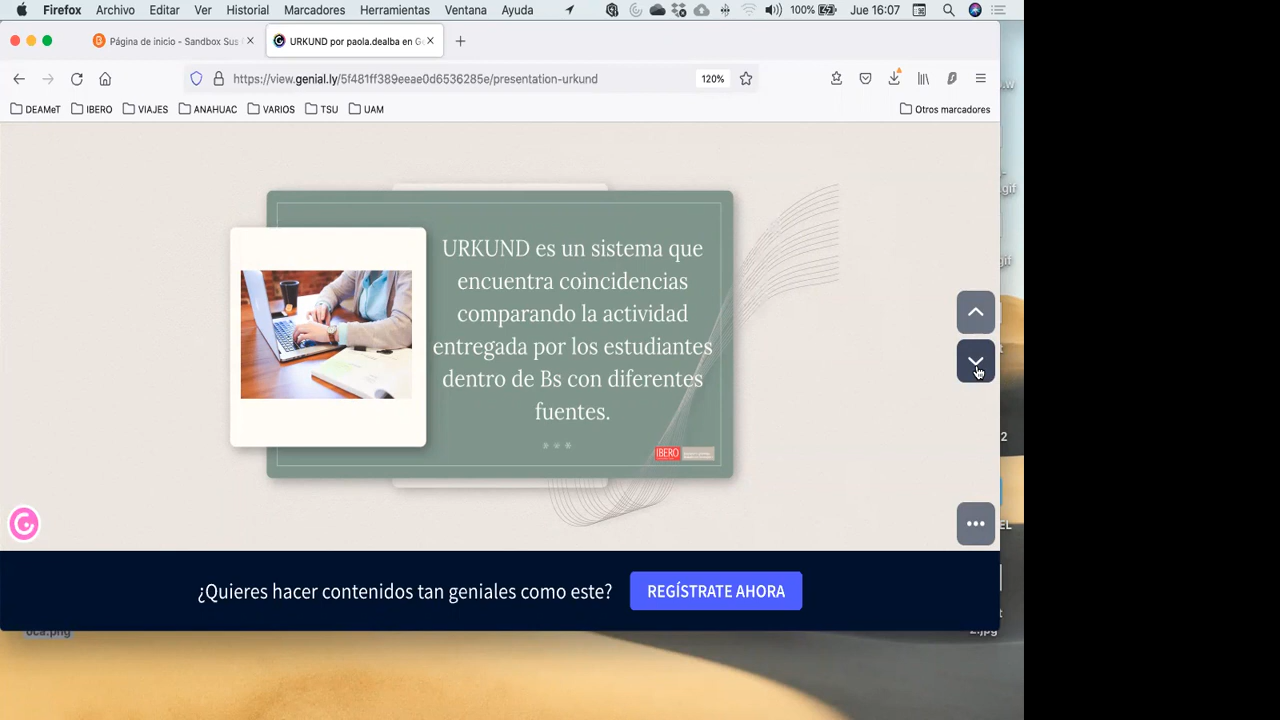 Firefox Archivo Editar Ver Historial Marcadores Herramientas Ventana Ayuda 100% Jue 16:07
Página de inicio - Sandbox Sus
URKUND por paola.dealba en Ge
https://view.genial.ly/5f481ff389eeae0d6536285e/presentation-urkund 120%
DEAMeT IBERO VIAJES ANAHUAC VARIOS TSU UAM Otros marcadores
URKUND es un sistema que
encuentra coincidencias
comparando la actividad
entregada por los estudiantes
dentro de Bs con diferentes
fuentes.
IBERO
¿Quieres hacer contenidos tan geniales como este? REGÍSTRATE AHORA
oca.png